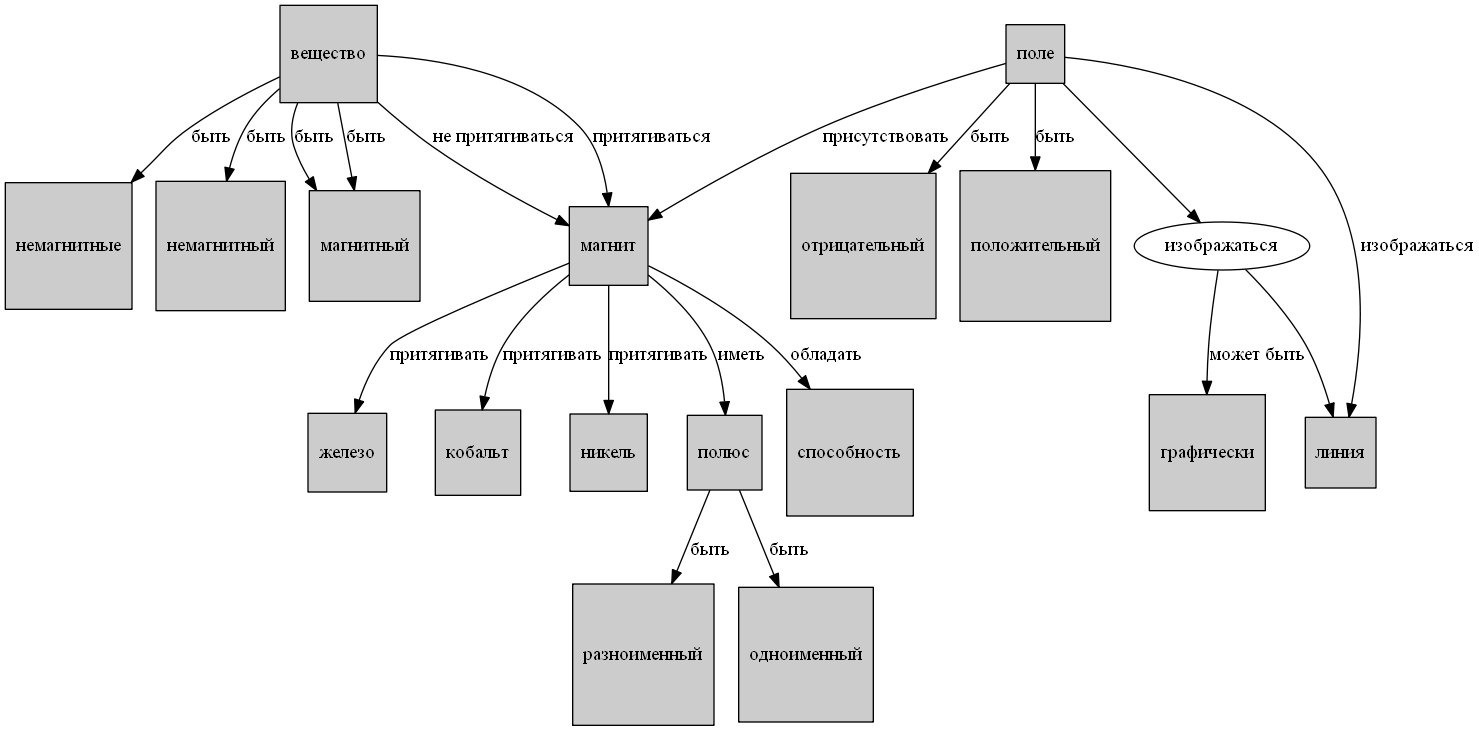 вещество
поле
быть
быть
быть
быть
не притягиваться
притягиваться
присутствовать
быть
быть
немагнитные
немагнитный
магнитный
магнит
отрицательный
положительный
изображаться
изображаться
притягивать
притягивать
притягивать
иметь
обладать
может быть
железо
кобальт
никель
полюс
способность
графически
линия
быть
быть
разноименный
одноименный